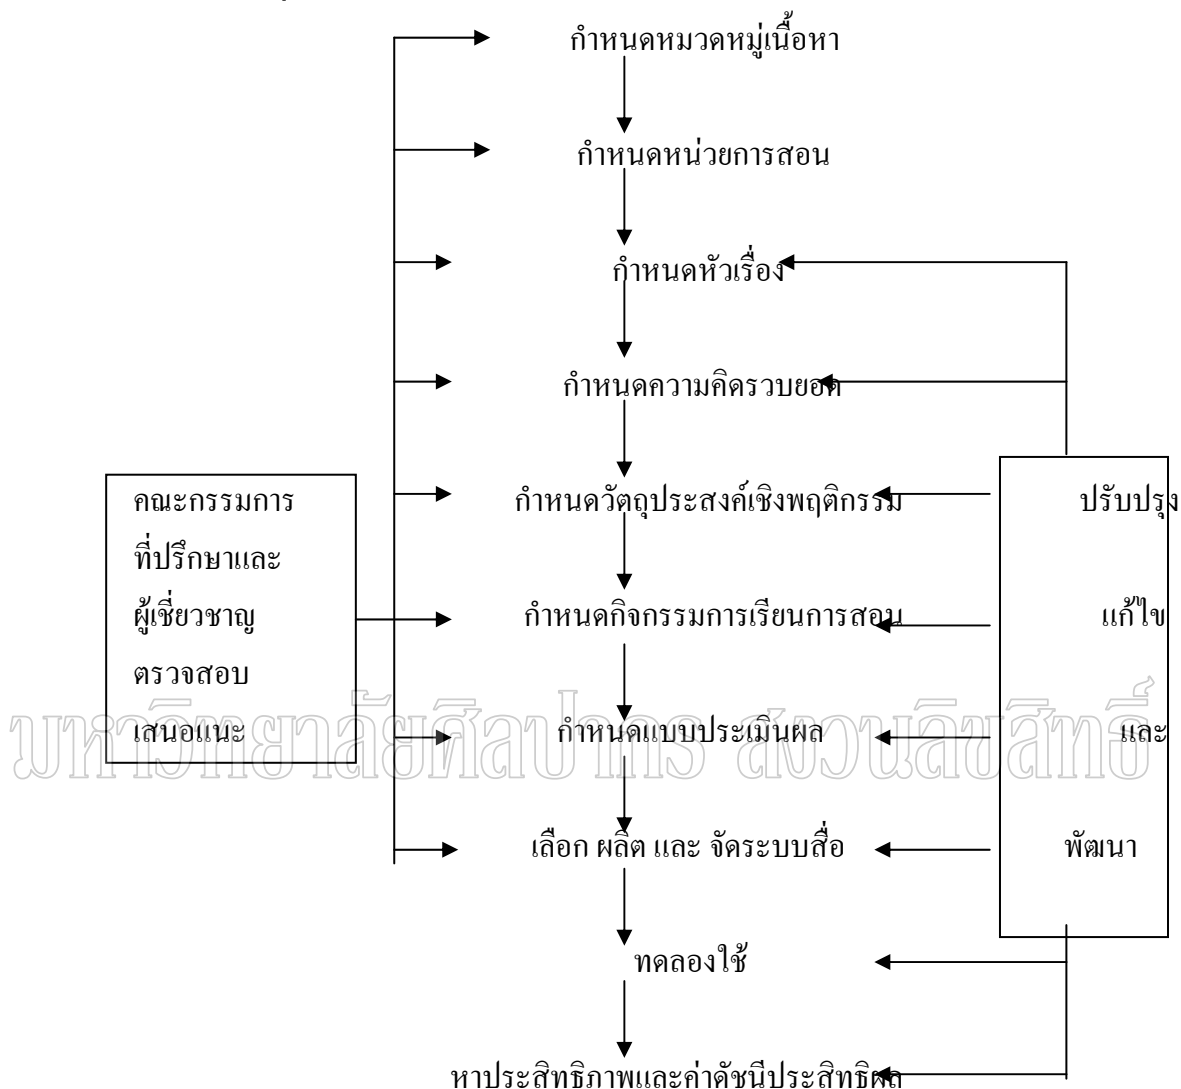 กำหนดหมวดหมู่เนื้อหา
กำหนดหน่วยการสอน
กำหนดหัวเรื่อง
กำหนดความคิดรวบยอด
คณะกรรมการ
ที่ปรึกษาและ
ผู้เชี่ยวชาญ
ตรวจสอบ
เสนอแนะ
กำหนดวัตถุประสงค์เชิงพฤติกรรม
กำหนดกิจกรรมการเรียนการสอน
กำหนดแบบประเมินผล
เลือก ผลิต และ จัดระบบสื่อ
ปรับปรุง
แก้ไข
และ
พัฒนา
ทดลองใช้
หาประสิทธิภาพและค่าดัชนีประสิทธิผล
มหาวิทยาลัยศิลปากร สงวนลิขสิทธิ์